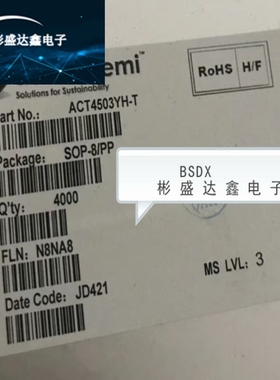 彬盛达鑫电子
emi™
Solutions for Sustainability
RoHS H/F
art No.: ACT4503YH-T
Package: SOP-8/PP
Q'ty: 4000
FLN: N8NA8
Date Code: JD421
MS LVL: 3
BSDX
彬盛达鑫电子